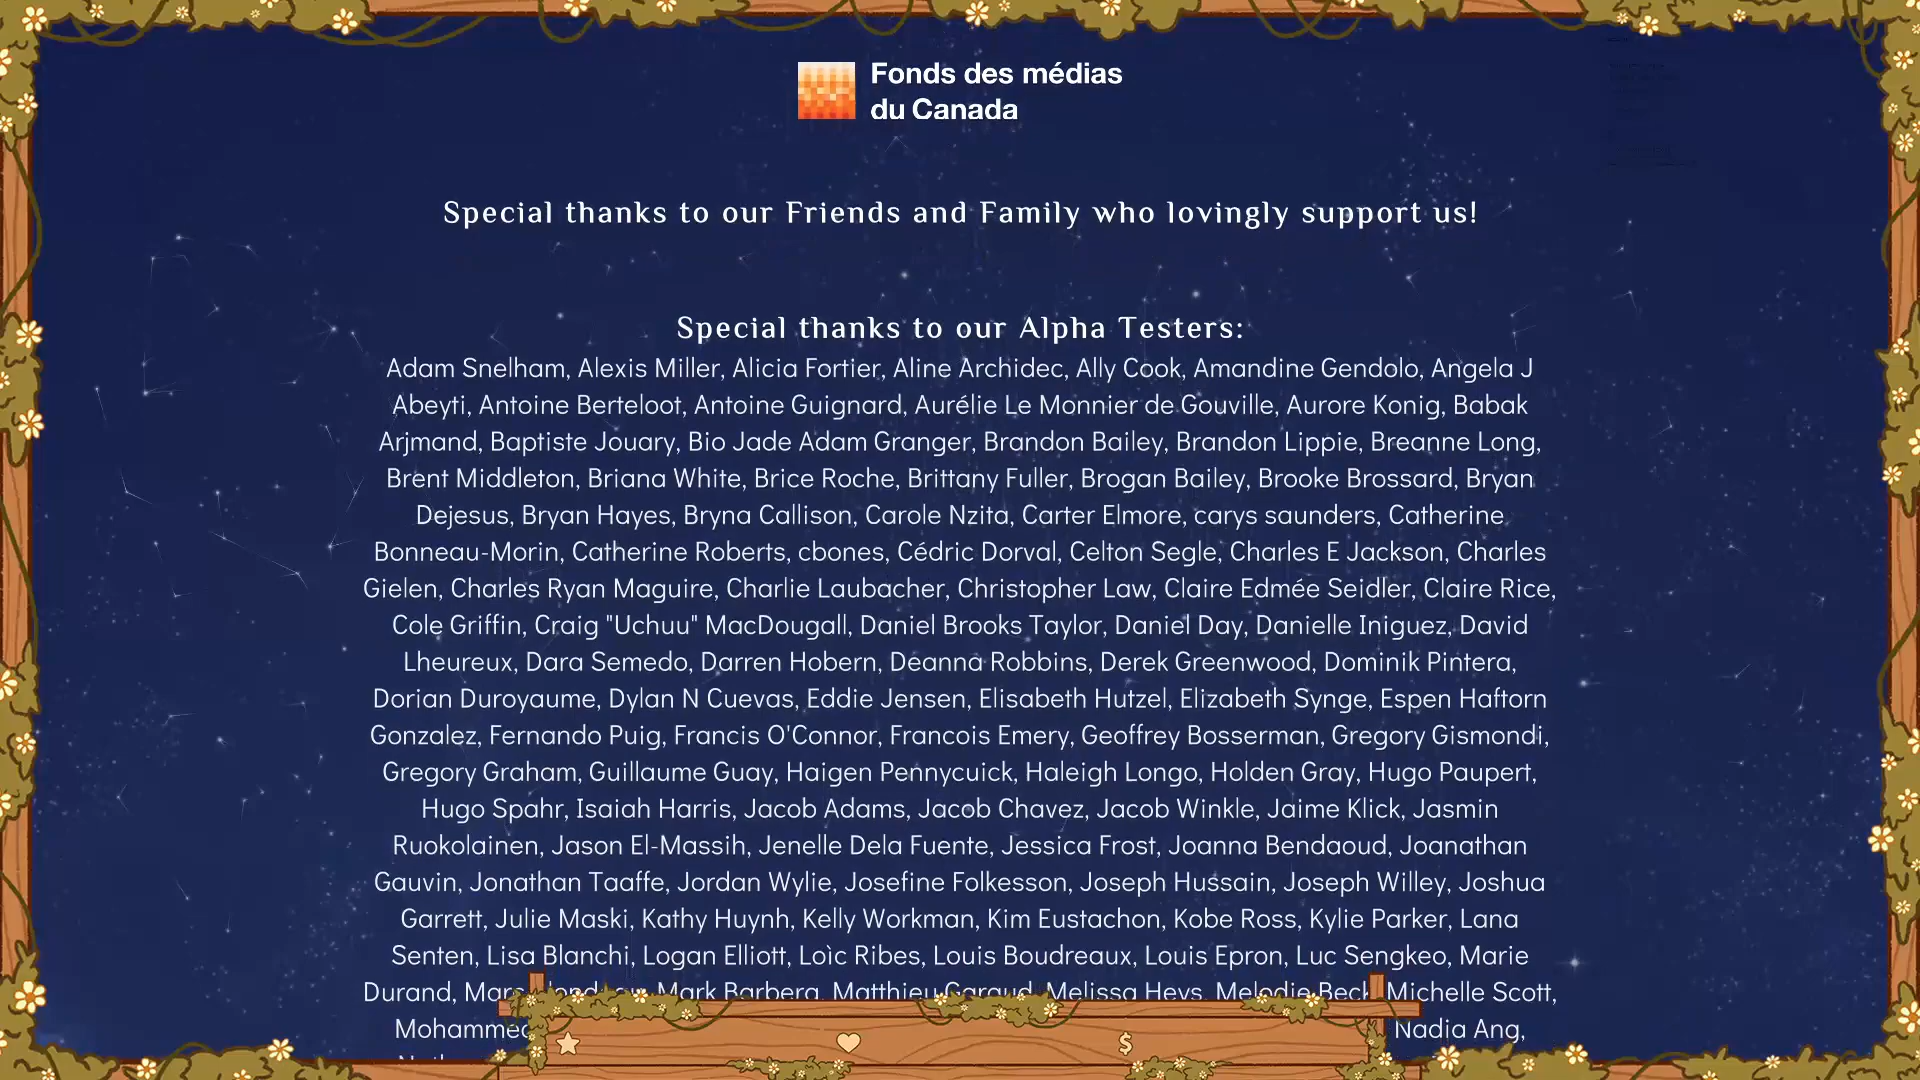 Fonds des médias
du Canada
Special thanks to our Friends and Family who lovingly support us!
Special thanks to our Alpha Testers:
Adam Snelham, Alexis Miller, Alicia Fortier, Aline Archidec, Ally Cook, Amandine Gendolo, Angela J
Abeyti, Antoine Berteloot, Antoine Guignard, Aurélie Le Monnier de Gouville, Aurore Konig, Babak
Arjmand, Baptiste Jouary, Bio Jade Adam Granger, Brandon Bailey, Brandon Lippie, Breanne Long,
Brent Middleton, Briana White, Brice Roche, Brittany Fuller, Brogan Bailey, Brooke Brossard, Bryan
Dejesus, Bryan Hayes, Bryna Callison, Carole Nzita, Carter Elmore, carys saunders, Catherine
Bonneau-Morin, Catherine Roberts, cbones, Cédric Dorval, Celton Segle, Charles E Jackson, Charles
Gielen, Charles Ryan Maguire, Charlie Laubacher, Christopher Law, Claire Edmée Seidler, Claire Rice,
Cole Griffin, Craig "Uchuu" MacDougall, Daniel Brooks Taylor, Daniel Day, Danielle Iniguez, David
Lheureux, Dara Semedo, Darren Hobern, Deanna Robbins, Derek Greenwood, Dominik Pintera,
Dorian Duroyaume, Dylan N Cuevas, Eddie Jensen, Elisabeth Hutzel, Elizabeth Synge, Espen Haftorn
Gonzalez, Fernando Puig, Francis O'Connor, Francois Emery, Geoffrey Bosserman, Gregory Gismondi,
Gregory Graham, Guillaume Guay, Haigen Pennycuick, Haleigh Longo, Holden Gray, Hugo Paupert,
Hugo Spahr, Isaiah Harris, Jacob Adams, Jacob Chavez, Jacob Winkle, Jaime Klick, Jasmin
Ruokolainen, Jason El-Massih, Jenelle Dela Fuente, Jessica Frost, Joanna Bendaoud, Joanathan
Gauvin, Jonathan Taaffe, Jordan Wylie, Josefine Folkesson, Joseph Hussain, Joseph Willey, Joshua
Garrett, Julie Maski, Kathy Huynh, Kelly Workman, Kim Eustachon, Kobe Ross, Kylie Parker, Lana
Senten, Lisa Blanchi, Logan Elliott, Loìc Ribes, Louis Boudreaux, Louis Epron, Luc Sengkeo, Marie
Durand, Mark Barbera, Matthieu Garaud, Melissa Heys, Melodie Beck, Michelle Scott,
Nadia Ang,
$